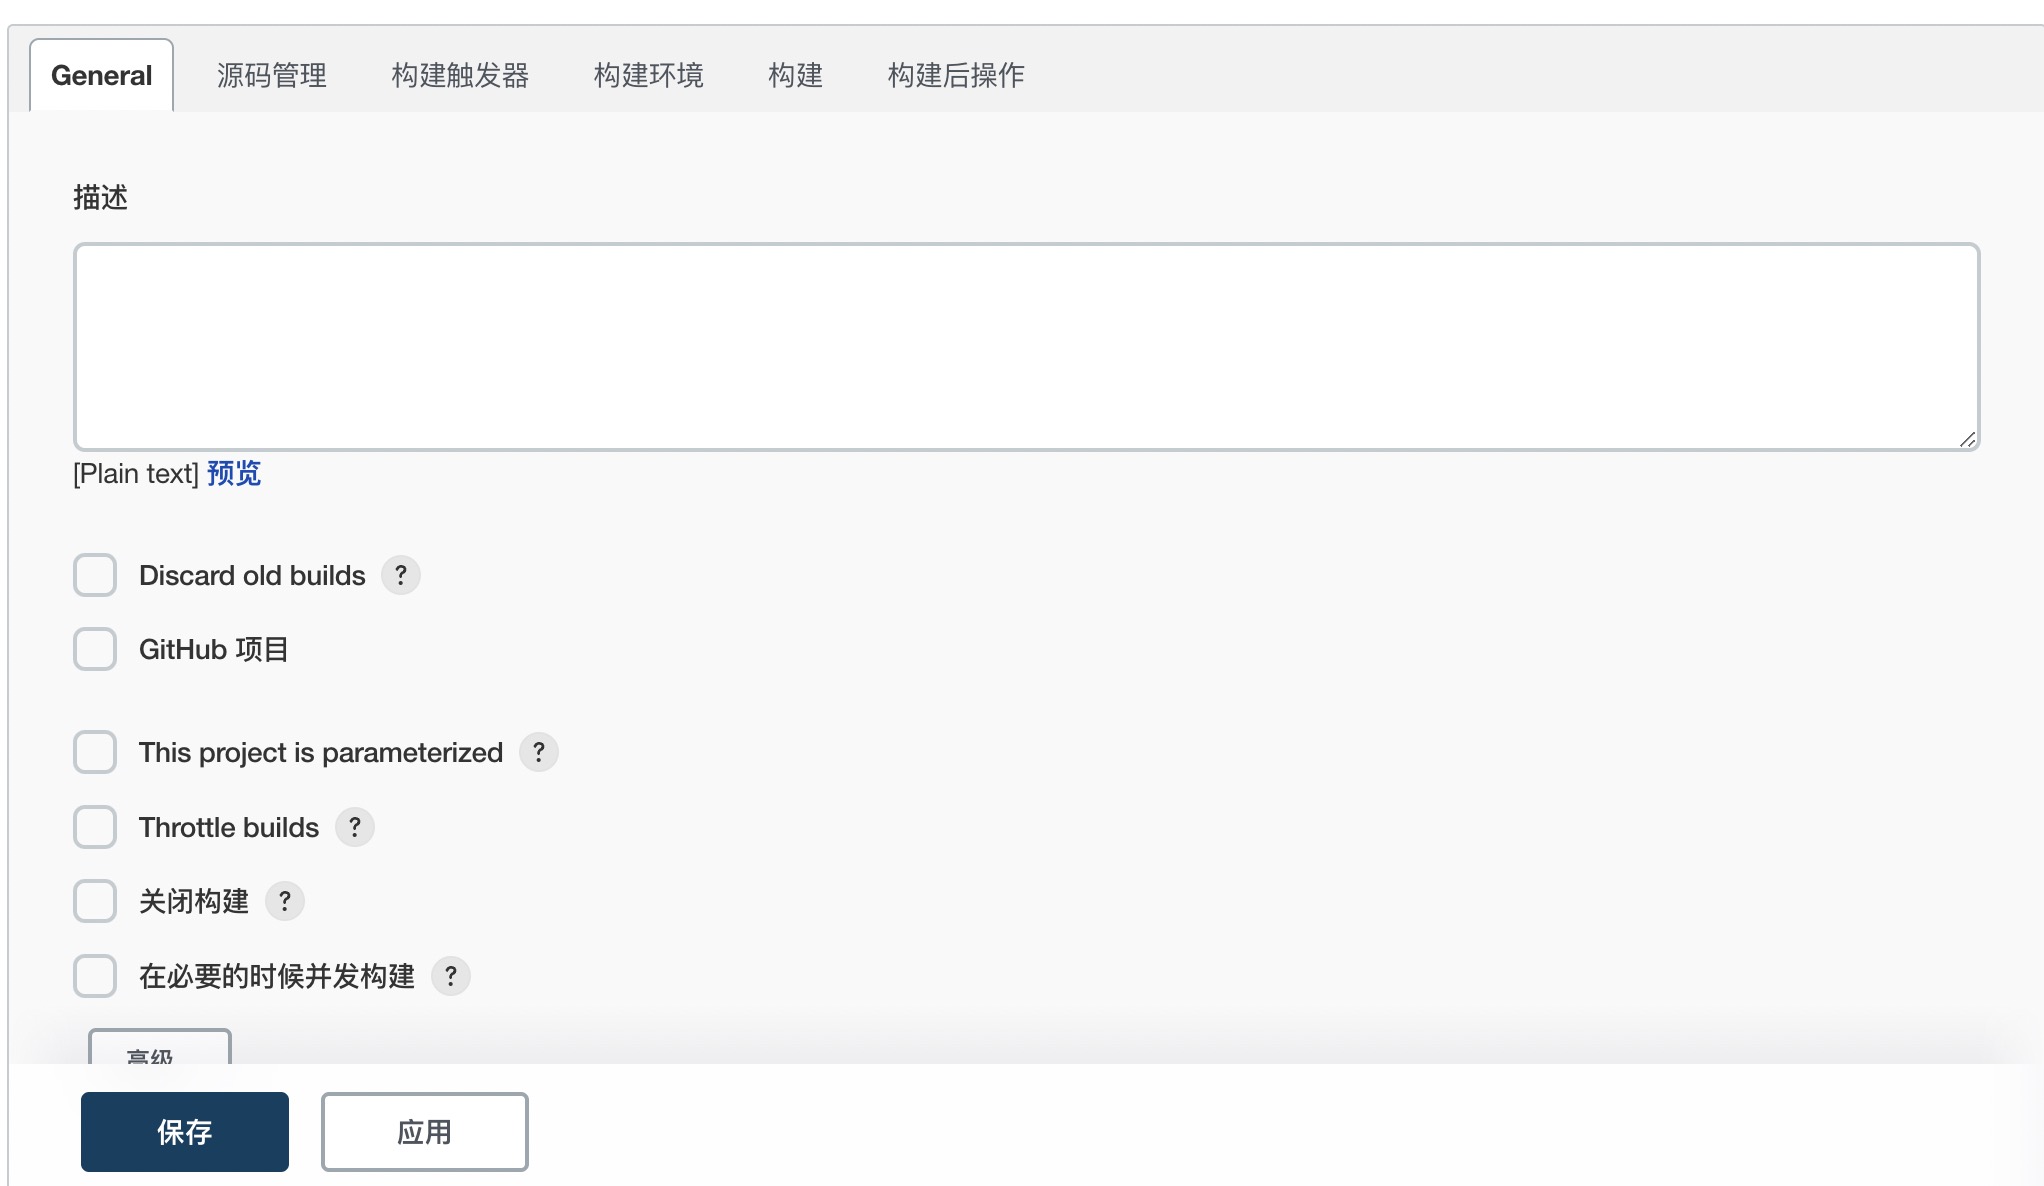 General 源码管理 构建触发器 构建环境 构建 构建后操作
描述
[Plain text] 预览
Discard old builds ?
GitHub 项目
This project is parameterized ?
Throttle builds ?
关闭构建 ?
在必要的时候并发构建 ?
高级
保存 应用